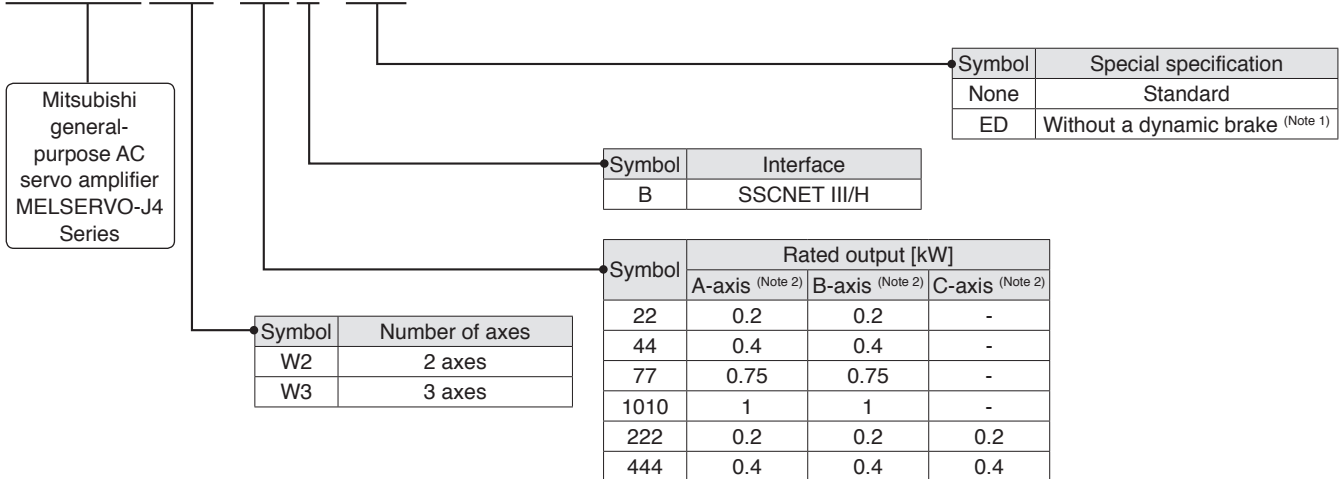 Mitsubishi
general-
purpose AC
servo amplifier
MELSERVO-J4
Series
Symbol Special specification
None Standard
ED Without a dynamic brake (Note 1)
Symbol Interface
B SSCNET III/H
Symbol Rated output [kW]
A-axis (Note 2) B-axis (Note 2) C-axis (Note 2)
22 0.2 0.2 -
44 0.4 0.4 -
77 0.75 0.75 -
1010 1 1 -
222 0.2 0.2 0.2
444 0.4 0.4 0.4
Symbol Number of axes
W2 2 axes
W3 3 axes